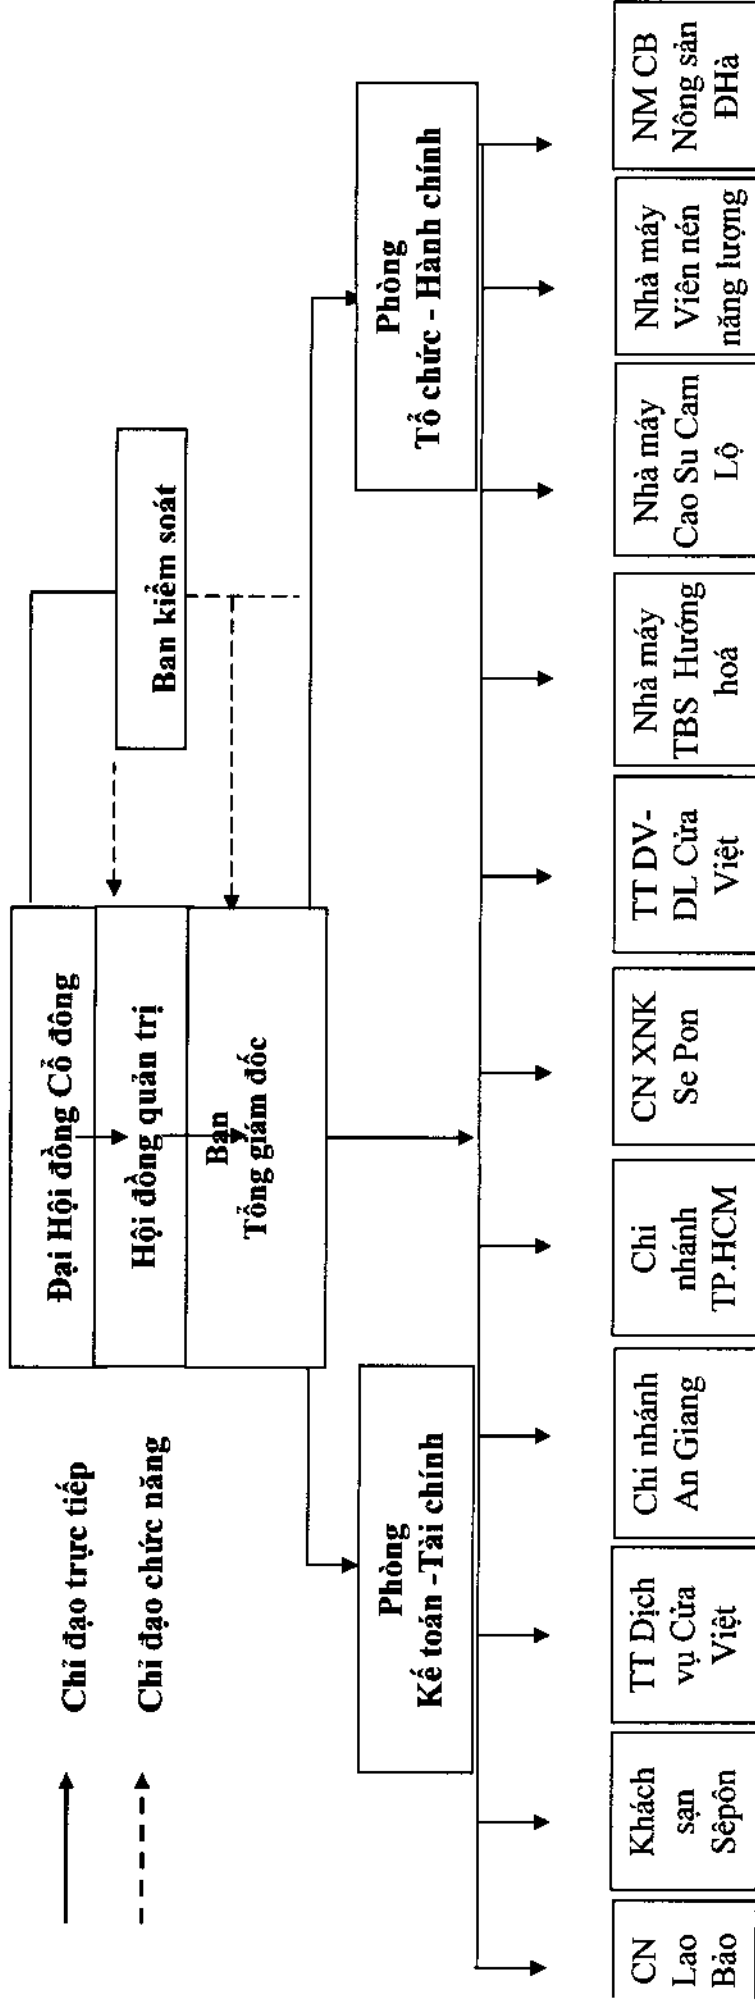 Chỉ đạo trực tiếp
Chỉ đạo chức năng
Đại Hội đồng Cổ đông
Hội đồng quản trị
Ban
Tổng giám đốc
Ban kiểm soát
Phòng
Kế toán -Tài chính
Phòng
Tổ chức - Hành chính
CN
Lao
Bảo
Khách
sạn
Sêpôn
TT Dịch
vụ Cửa
Việt
Chi nhánh
An Giang
Chi
nhánh
TP.HCM
CN XNK
Se Pon
TT DV-
DL Cửa
Việt
Nhà máy
TBS Hướng
hoá
Nhà máy
Cao Su Cam
Lộ
Nhà máy
Viên nén
năng lượng
NM CB
Nông sản
ĐHà